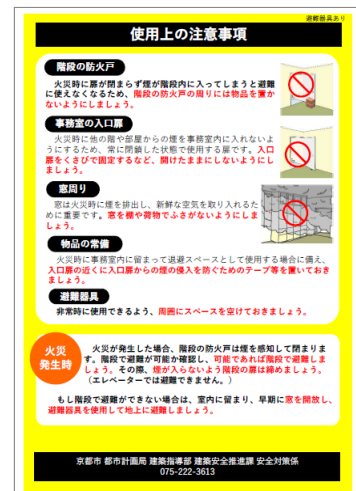 避難器具あり
使用上の注意事項
階段の防火戸
火災時に扉が閉まらず煙が階段内に入ってしまうと避難
に使えなくなるため、階段の防火戸の周りには物品を置か
ないようにしましょう。
事務室の入口扉
火災時に他の階や部屋からの煙を事務室内に入れないよ
うにするため、常に閉鎖した状態で使用する扉です。入口
扉をくさびで固定するなど、開けたままにしないようにし
ましょう。
窓周り
窓は火災時に煙を排出し、新鮮な空気を取り入れるた
めに重要です。窓を棚や荷物でふさがないようにしま
しょう。
物品の常備
火災時に事務室内に留まって退避スペースとして使用する場合に備え、
入口扉の近くに入口扉からの煙の侵入を防ぐためのテープ等を置いておき
ましょう。
避難器具
非常時に使用できるよう、周囲にスペースを空けておきましょう。
火災
発生時
火災が発生した場合、階段の防火戸は煙を感知して閉まりま
す。階段で避難が可能か確認し、可能であれば階段で避難しま
しょう。その際、煙が入らないよう階段の扉は締めましょう。
（エレベーターでは避難できません。）
もし階段で避難ができない場合は、室内に留まり、早期に窓を開放し、
避難器具を使用して地上に避難しましょう。
京都市 都市計画局 建築指導部 建築安全推進課 安全対策係
075-222-3613